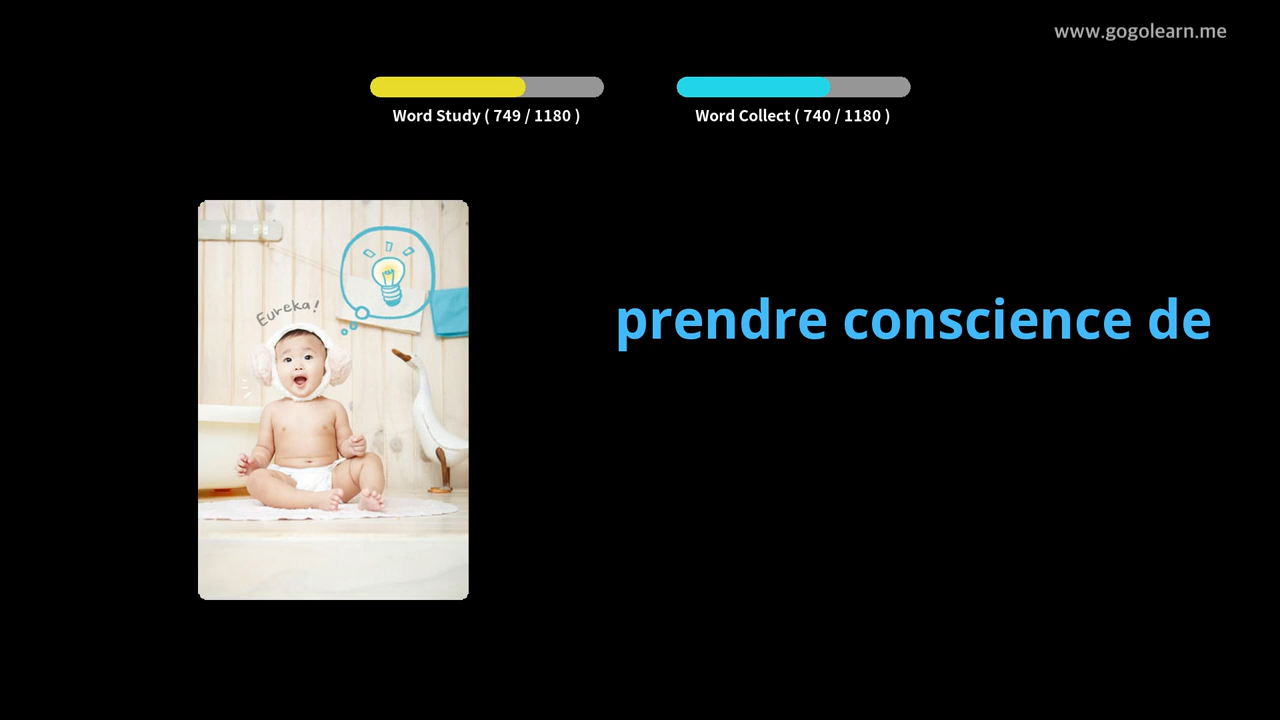 www.gogolearn.me
Word Study ( 749 / 1180 )
Word Collect ( 740 / 1180 )
Eureka!
prendre conscience de